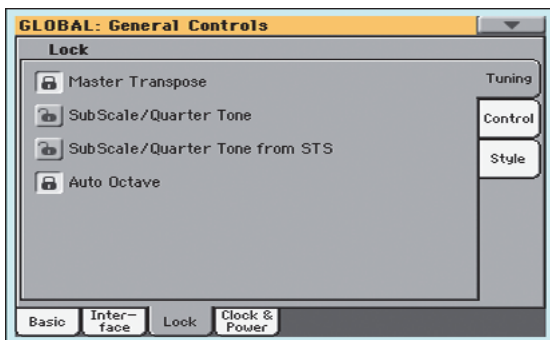 GLOBAL: General Controls
Lock
Master Transpose
SubScale/Quarter Tone
SubScale/Quarter Tone from STS
Auto Octave
Tuning
Control
Style
Basic
Inter-
face
Lock
Clock &
Power